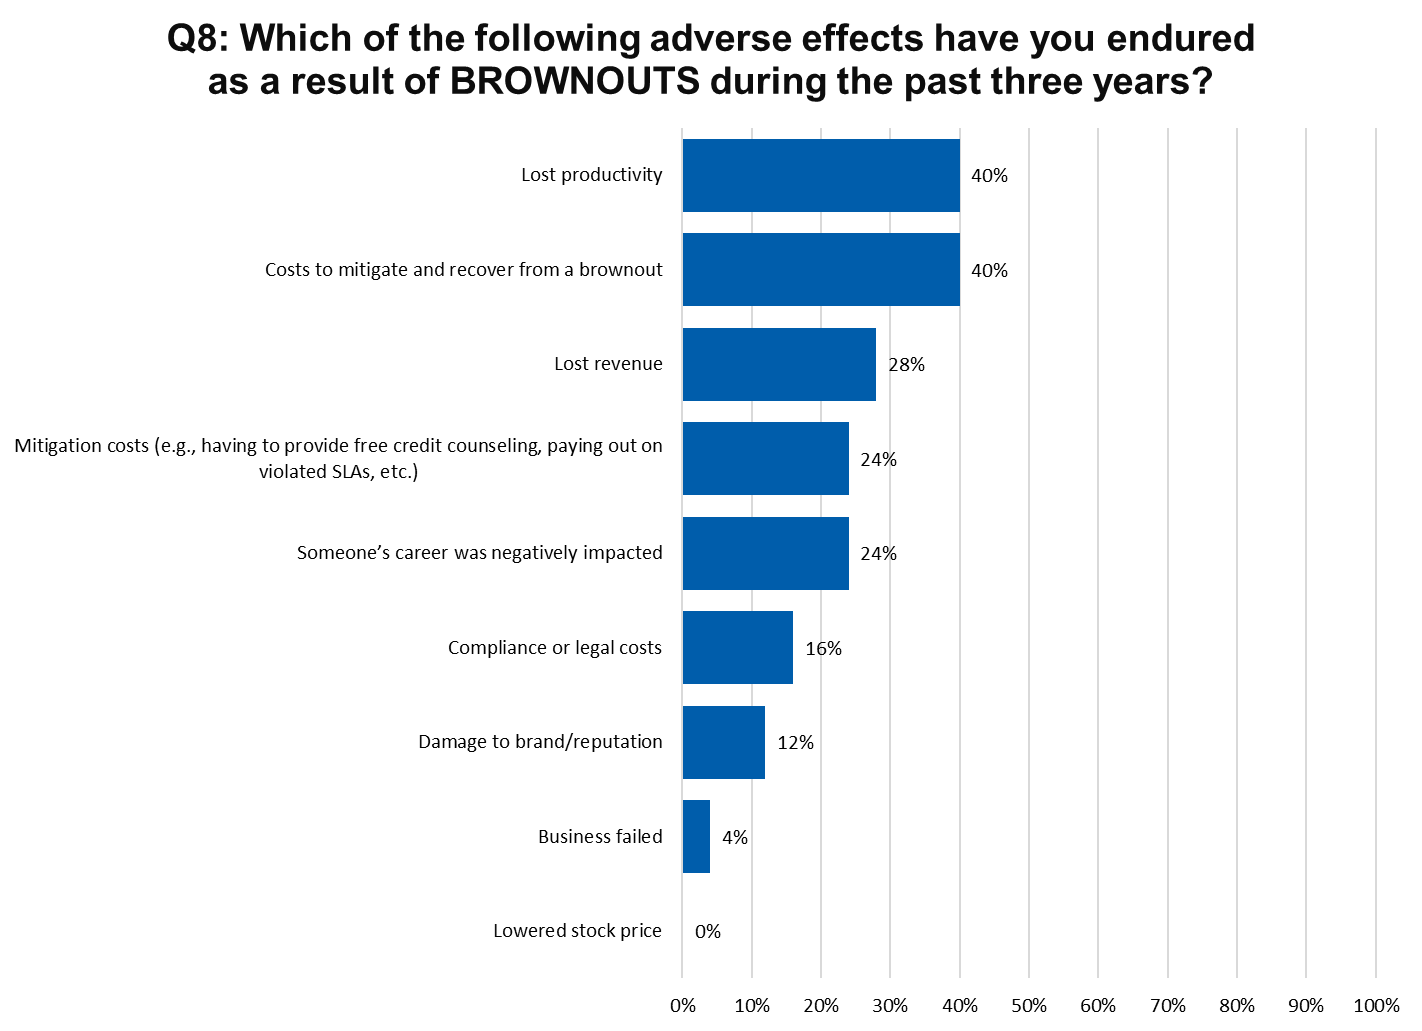 Q8: Which of the following adverse effects have you endured
as a result of BROWNOUTS during the past three years?
Lost productivity
40%
Costs to mitigate and recover from a brownout
40%
Lost revenue
28%
Mitigation costs (e.g., having to provide free credit counseling, paying out on
violated SLAs, etc.)
24%
Someone’s career was negatively impacted
24%
Compliance or legal costs
16%
Damage to brand/reputation
12%
Business failed
4%
Lowered stock price
0%
0% 10% 20% 30% 40% 50% 60% 70% 80% 90% 100%